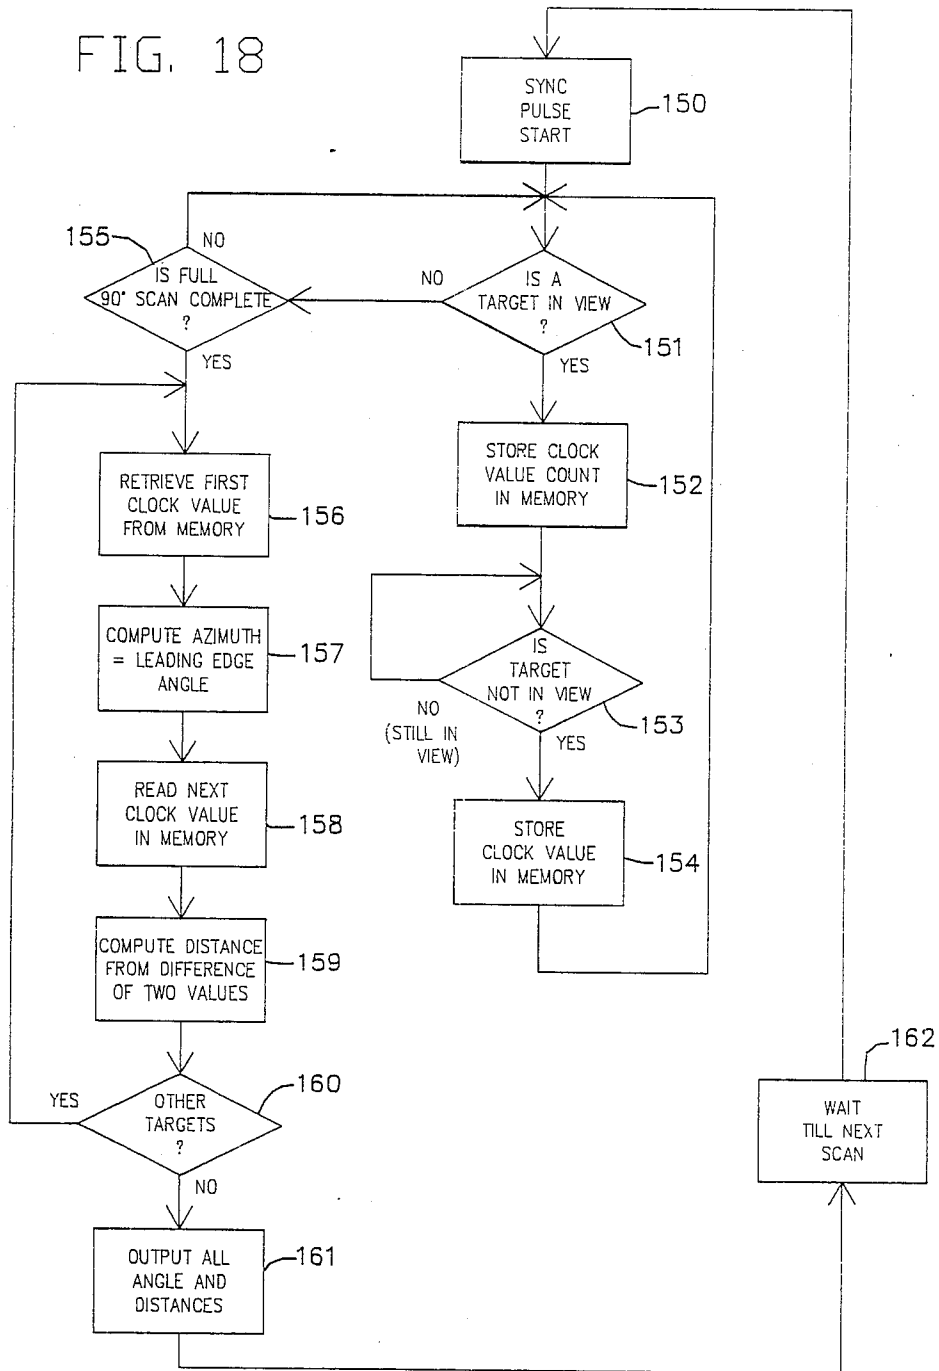 FIG. 18
SYNC
PULSE
START
150
155
NO
IS FULL
90° SCAN COMPLETE
?
YES
NO
IS A
TARGET IN VIEW
?
151
YES
STORE CLOCK
VALUE COUNT
IN MEMORY
152
RETRIEVE FIRST
CLOCK VALUE
FROM MEMORY
156
COMPUTE AZIMUTH
= LEADING EDGE
ANGLE
157
IS
TARGET
NOT IN VIEW
?
153
NO
(STILL IN
VIEW)
YES
READ NEXT
CLOCK VALUE
IN MEMORY
158
STORE
CLOCK VALUE
IN MEMORY
154
COMPUTE DISTANCE
FROM DIFFERENCE
OF TWO VALUES
159
YES
OTHER
TARGETS
?
160
NO
162
WAIT
TILL NEXT
SCAN
OUTPUT ALL
ANGLE AND
DISTANCES
161